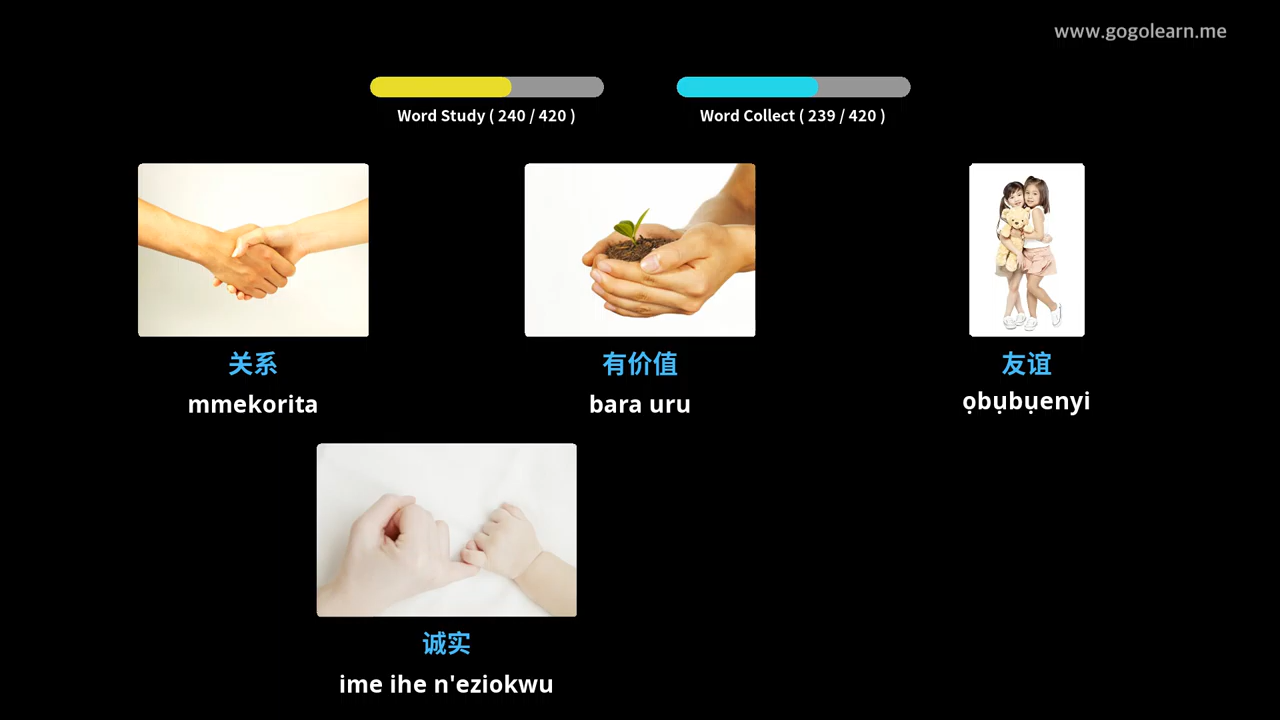 www.gogolearn.me
Word Study ( 240 / 420 )
Word Collect ( 239 / 420 )
关系
mmekorita
有价值
bara uru
友谊
ọbụbụenyi
诚实
ime ihe n'eziokwu